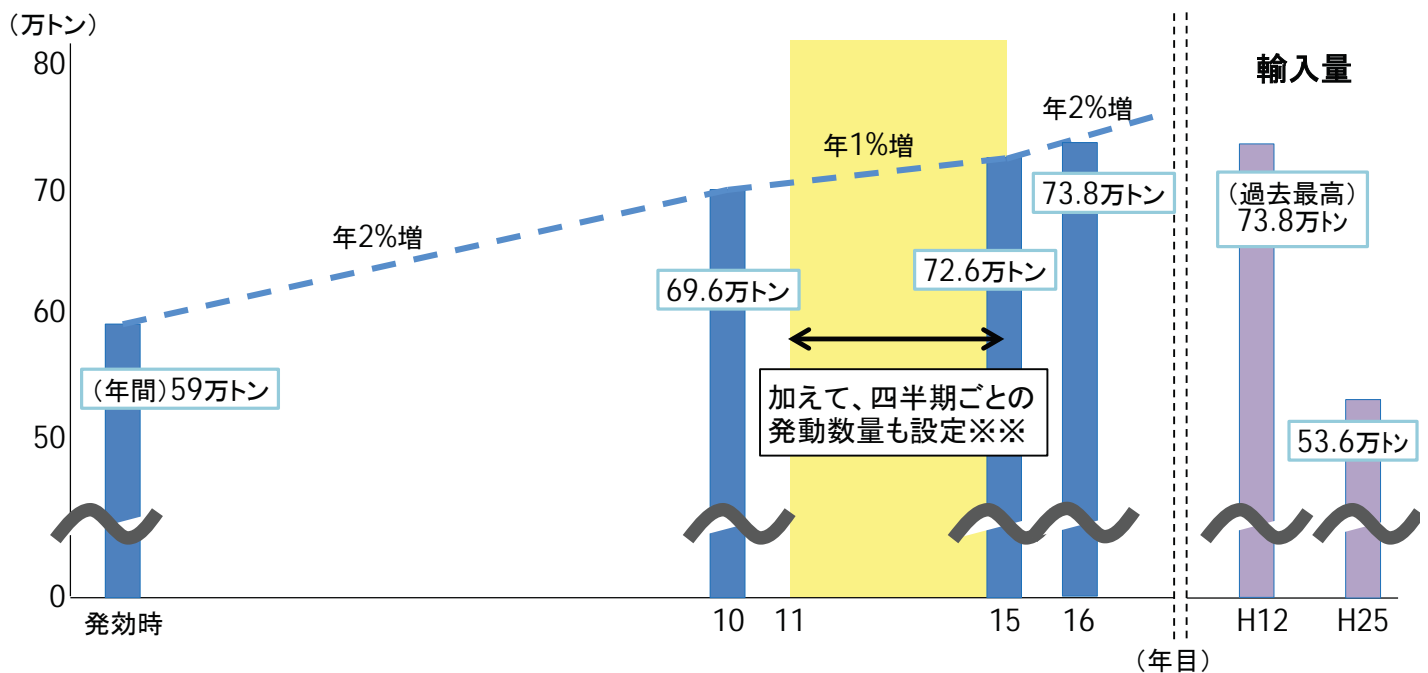 （万トン）
80
70
60
50
0
年2%増
年1%増
年2%増
（年間）59万トン
69.6万トン
72.6万トン
73.8万トン
加えて、四半期ごとの
発動数量も設定※※
発効時
10
11
15
16
（年目）
輸入量
（過去最高）
73.8万トン
53.6万トン
H12
H25